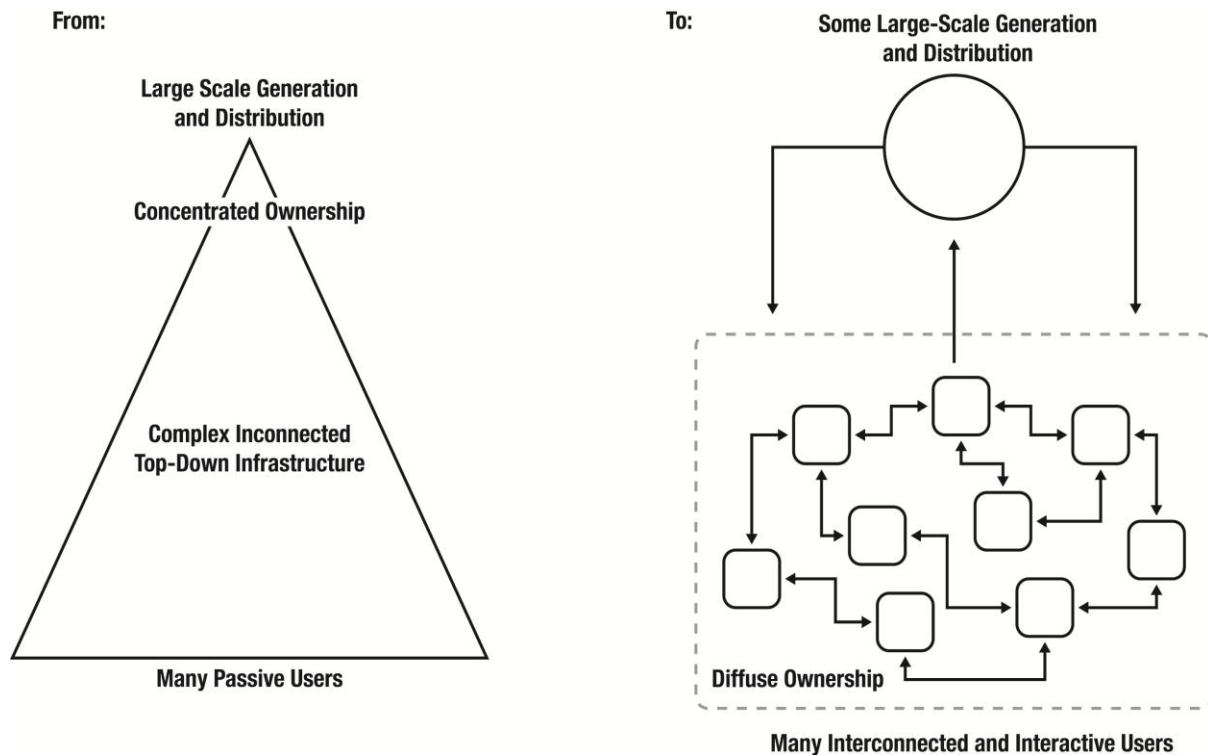 From:
Large Scale Generation
and Distribution
Concentrated Ownership
Complex Inconnected
Top-Down Infrastructure
Many Passive Users
To:
Some Large-Scale Generation
and Distribution
Diffuse Ownership
Many Interconnected and Interactive Users